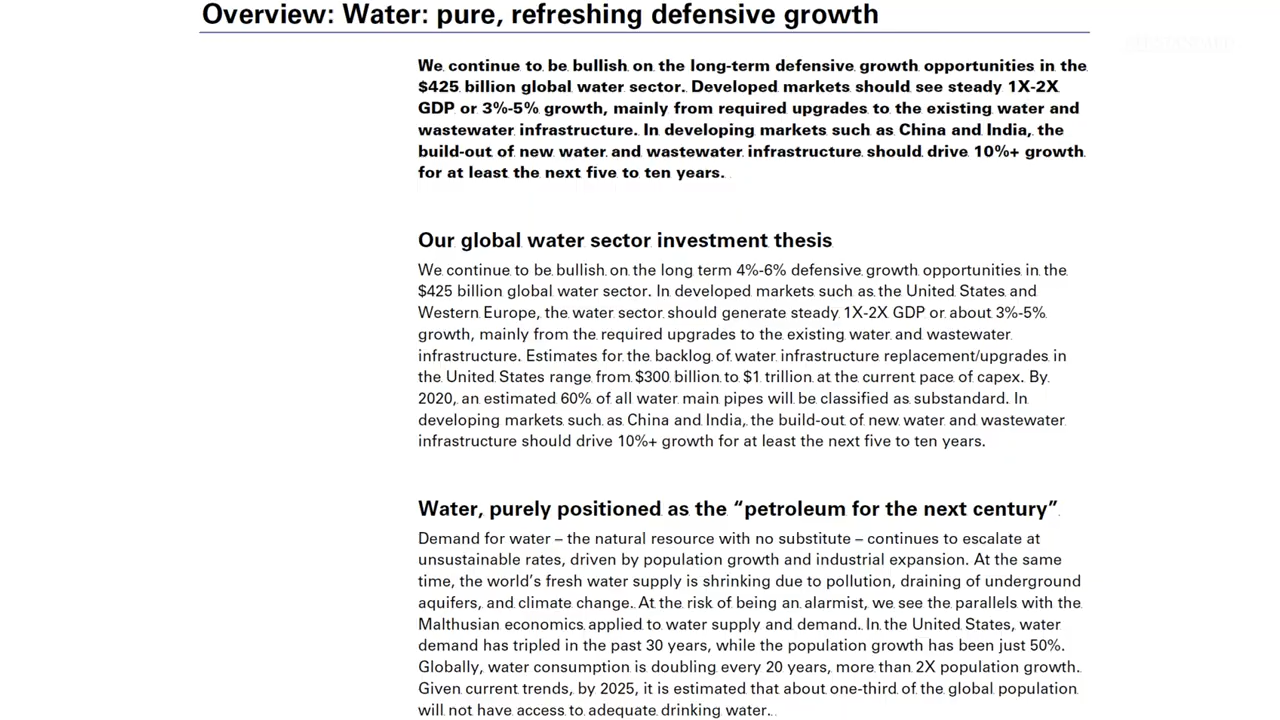 Overview: Water: pure, refreshing defensive growth
We continue to be bullish on the long-term defensive growth opportunities in the
$425 billion global water sector. Developed markets should see steady 1X-2X
GDP or 3%-5% growth, mainly from required upgrades to the existing water and
wastewater infrastructure. In developing markets such as China and India, the
build-out of new water and wastewater infrastructure should drive 10%+ growth
for at least the next five to ten years.
Our global water sector investment thesis
We continue to be bullish on the long term 4%-6% defensive growth opportunities in the
$425 billion global water sector. In developed markets such as the United States and
Western Europe, the water sector should generate steady 1X-2X GDP or about 3%-5%
growth, mainly from the required upgrades to the existing water and wastewater
infrastructure. Estimates for the backlog of water infrastructure replacement/upgrades in
the United States range from $300 billion to $1 trillion at the current pace of capex. By
2020, an estimated 60% of all water main pipes will be classified as substandard. In
developing markets such as China and India, the build-out of new water and wastewater
infrastructure should drive 10%+ growth for at least the next five to ten years.
Water, purely positioned as the “petroleum for the next century”
Demand for water – the natural resource with no substitute – continues to escalate at
unsustainable rates, driven by population growth and industrial expansion. At the same
time, the world’s fresh water supply is shrinking due to pollution, draining of underground
aquifers, and climate change. At the risk of being an alarmist, we see the parallels with the
Malthusian economics applied to water supply and demand. In the United States, water
demand has tripled in the past 30 years, while the population growth has been just 50%.
Globally, water consumption is doubling every 20 years, more than 2X population growth.
Given current trends, by 2025, it is estimated that about one-third of the global population
will not have access to adequate drinking water.